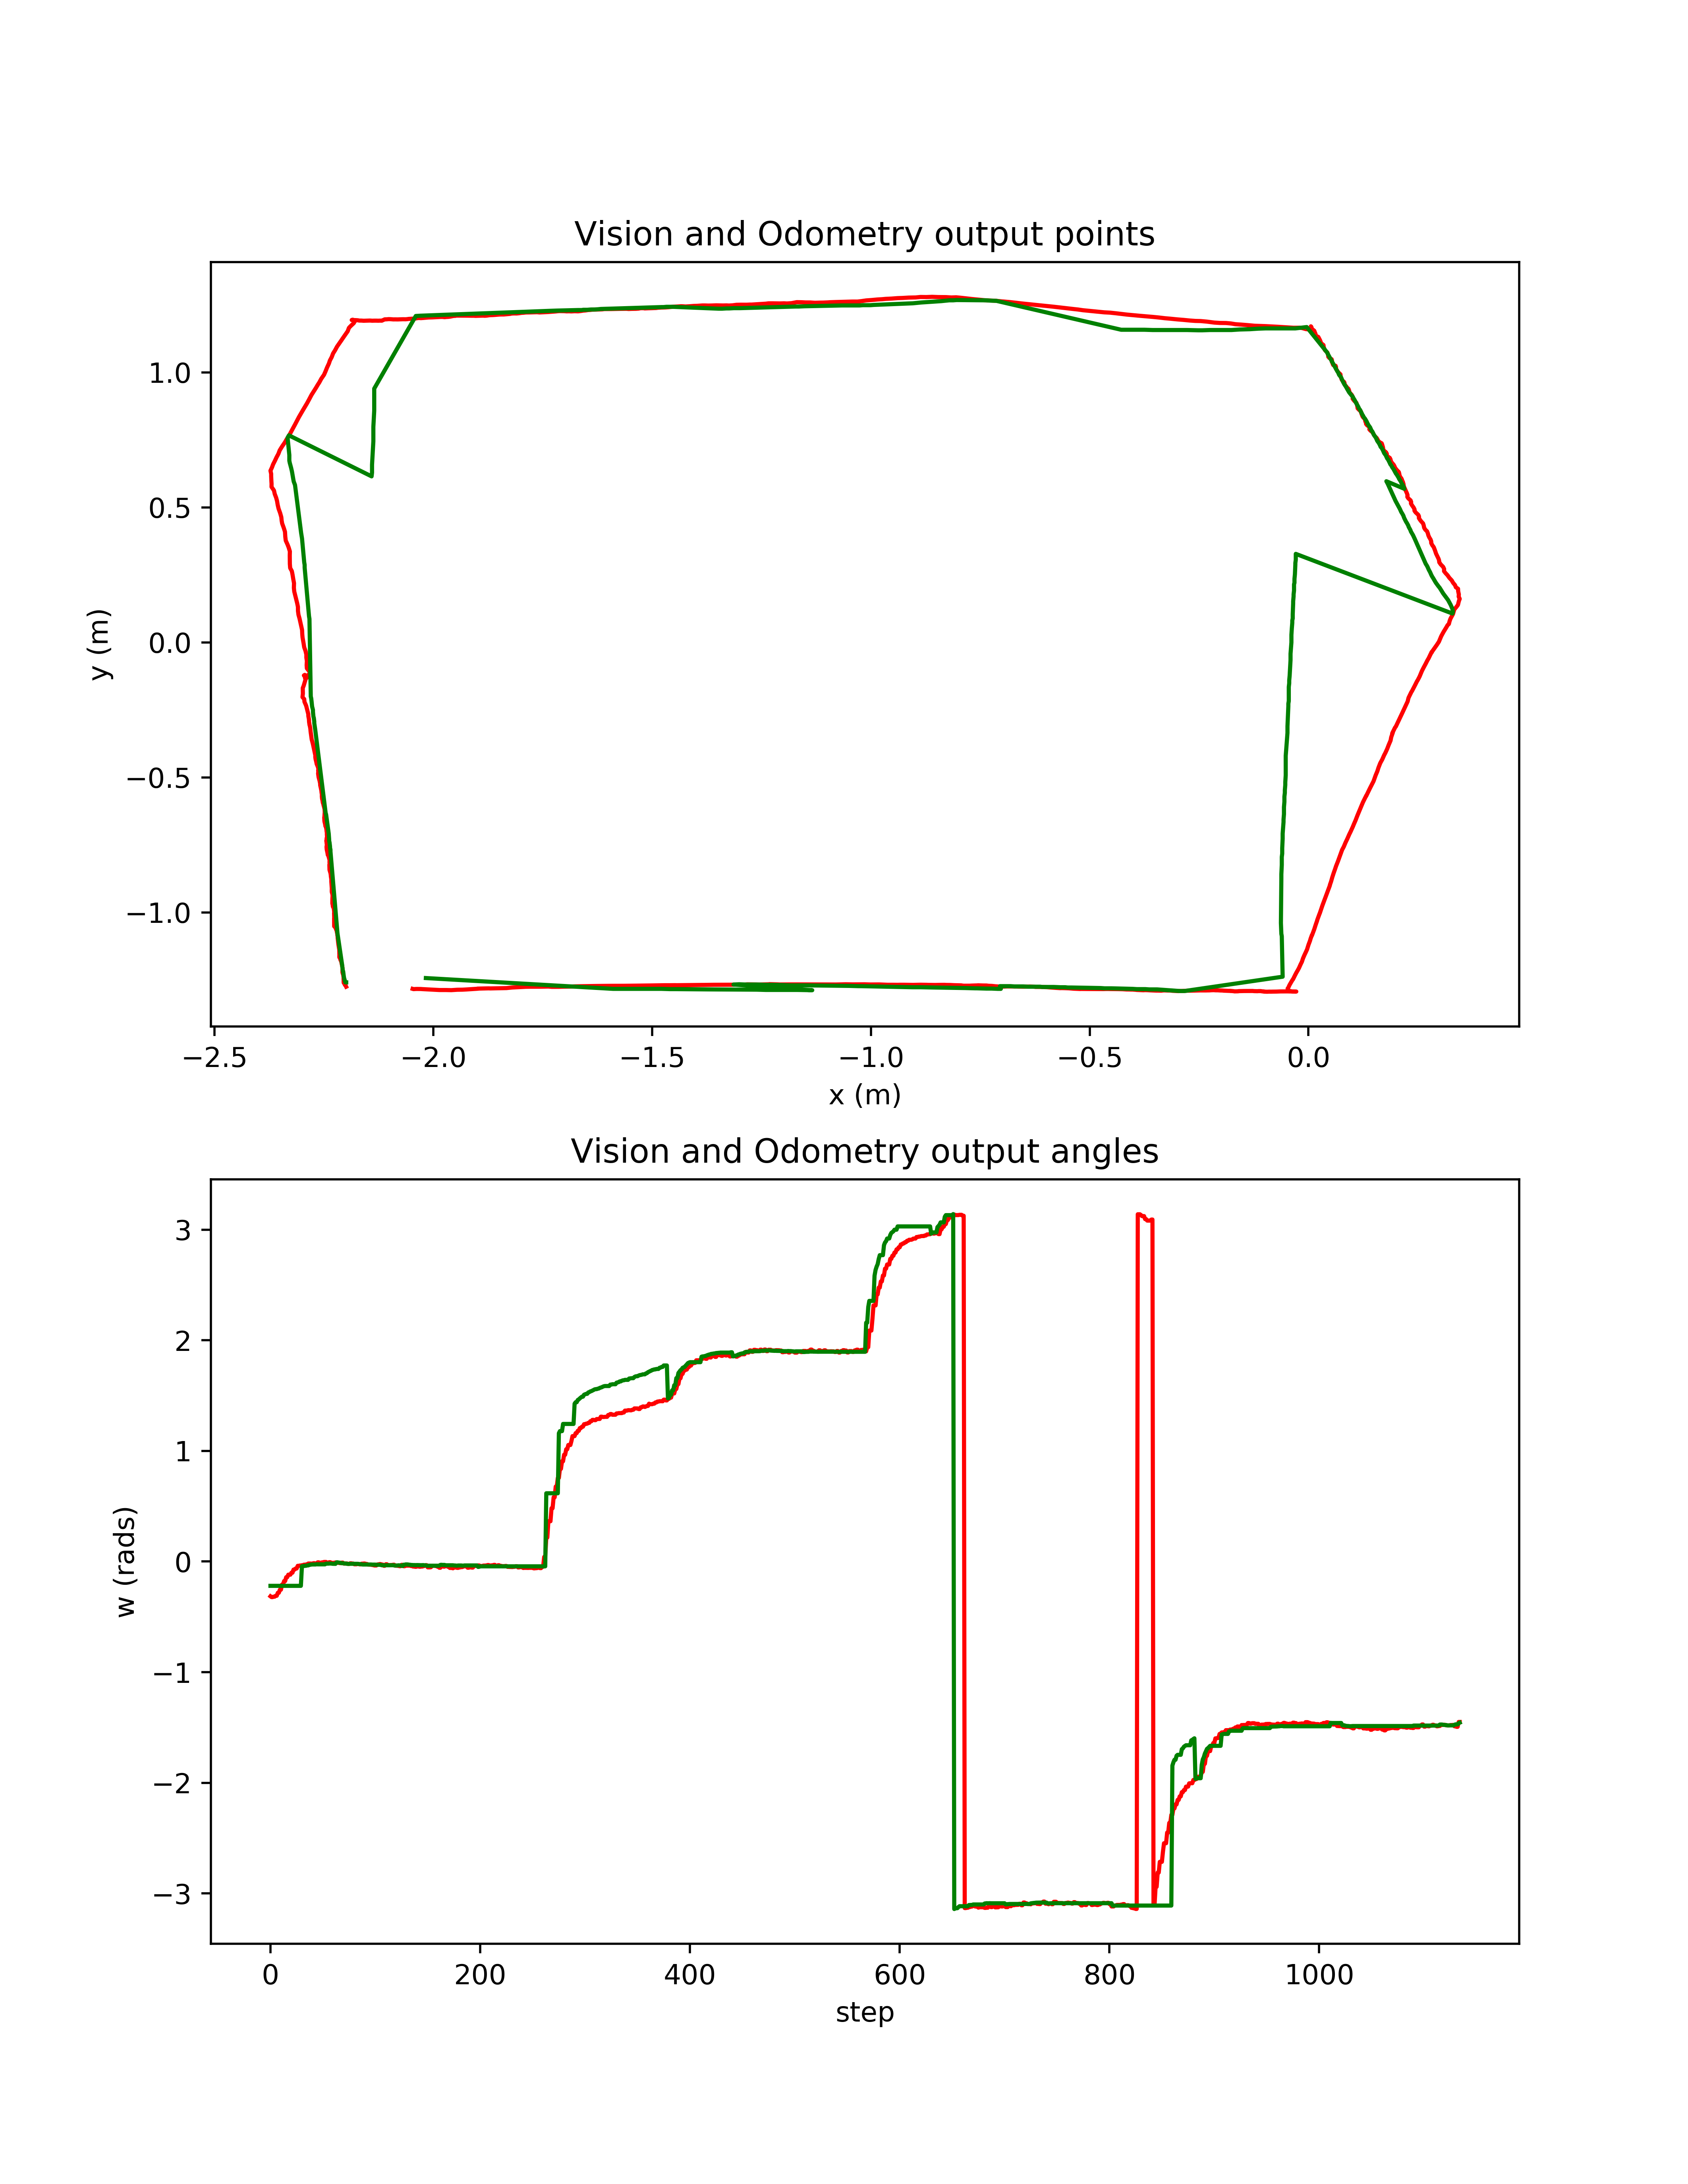 Vision and Odometry output points
1.0
0.5
0.0
−0.5
−1.0
y (m)
−2.5 −2.0 −1.5 −1.0 −0.5 0.0
x (m)
Vision and Odometry output angles
3
2
1
0
−1
−2
−3
w (rads)
0 200 400 600 800 1000
step